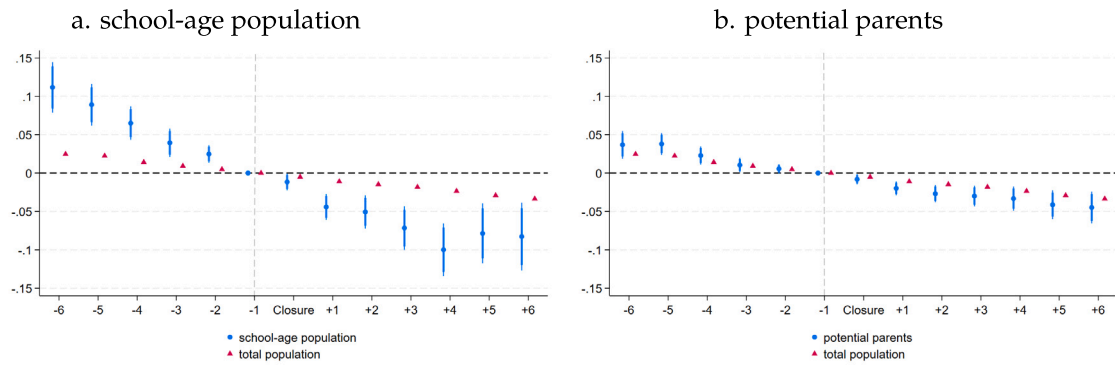 a. school-age population
.15
.1
.05
0
-.05
-.1
-.15
-6 -5 -4 -3 -2 -1 Closure +1 +2 +3 +4 +5 +6
school-age population
total population
b. potential parents
.15
.1
.05
0
-.05
-.1
-.15
-6 -5 -4 -3 -2 -1 Closure +1 +2 +3 +4 +5 +6
potential parents
total population